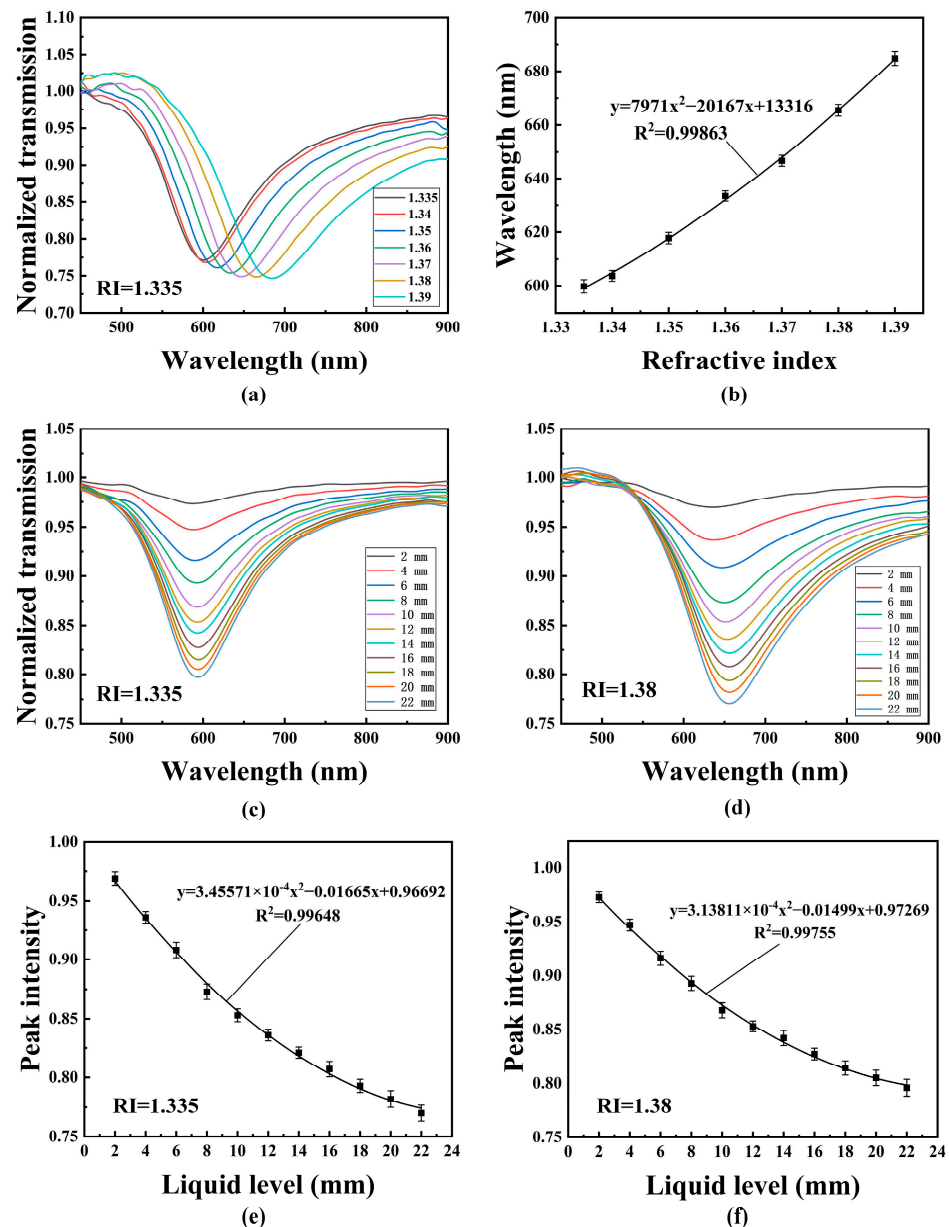 1.10
1.05
1.00
0.95
0.90
0.85
0.80
0.75
0.70
Normalized transmission
RI=1.335
1.335
1.34
1.35
1.36
1.37
1.38
1.39
500 600 700 800 900
Wavelength (nm)
(a)
700
680
660
640
620
600
Wavelength (nm)
y=7971x²−20167x+13316
R²=0.99863
1.33 1.34 1.35 1.36 1.37 1.38 1.39
Refractive index
(b)
1.05
1.00
0.95
0.90
0.85
0.80
0.75
Normalized transmission
RI=1.335
2 mm
4 mm
6 mm
8 mm
10 mm
12 mm
14 mm
16 mm
18 mm
20 mm
22 mm
500 600 700 800 900
Wavelength (nm)
(c)
1.05
1.00
0.95
0.90
0.85
0.80
0.75
RI=1.38
2 mm
4 mm
6 mm
8 mm
10 mm
12 mm
14 mm
16 mm
18 mm
20 mm
22 mm
500 600 700 800 900
Wavelength (nm)
(d)
1.00
0.95
0.90
0.85
0.80
0.75
Peak intensity
y=3.45571×10⁻⁴x²−0.01665x+0.96692
R²=0.99648
RI=1.335
0 2 4 6 8 10 12 14 16 18 20 22 24
Liquid level (mm)
(e)
1.00
0.95
0.90
0.85
0.80
0.75
Peak intensity
y=3.13811×10⁻⁴x²−0.01499x+0.97269
R²=0.99755
RI=1.38
0 2 4 6 8 10 12 14 16 18 20 22 24
Liquid level (mm)
(f)